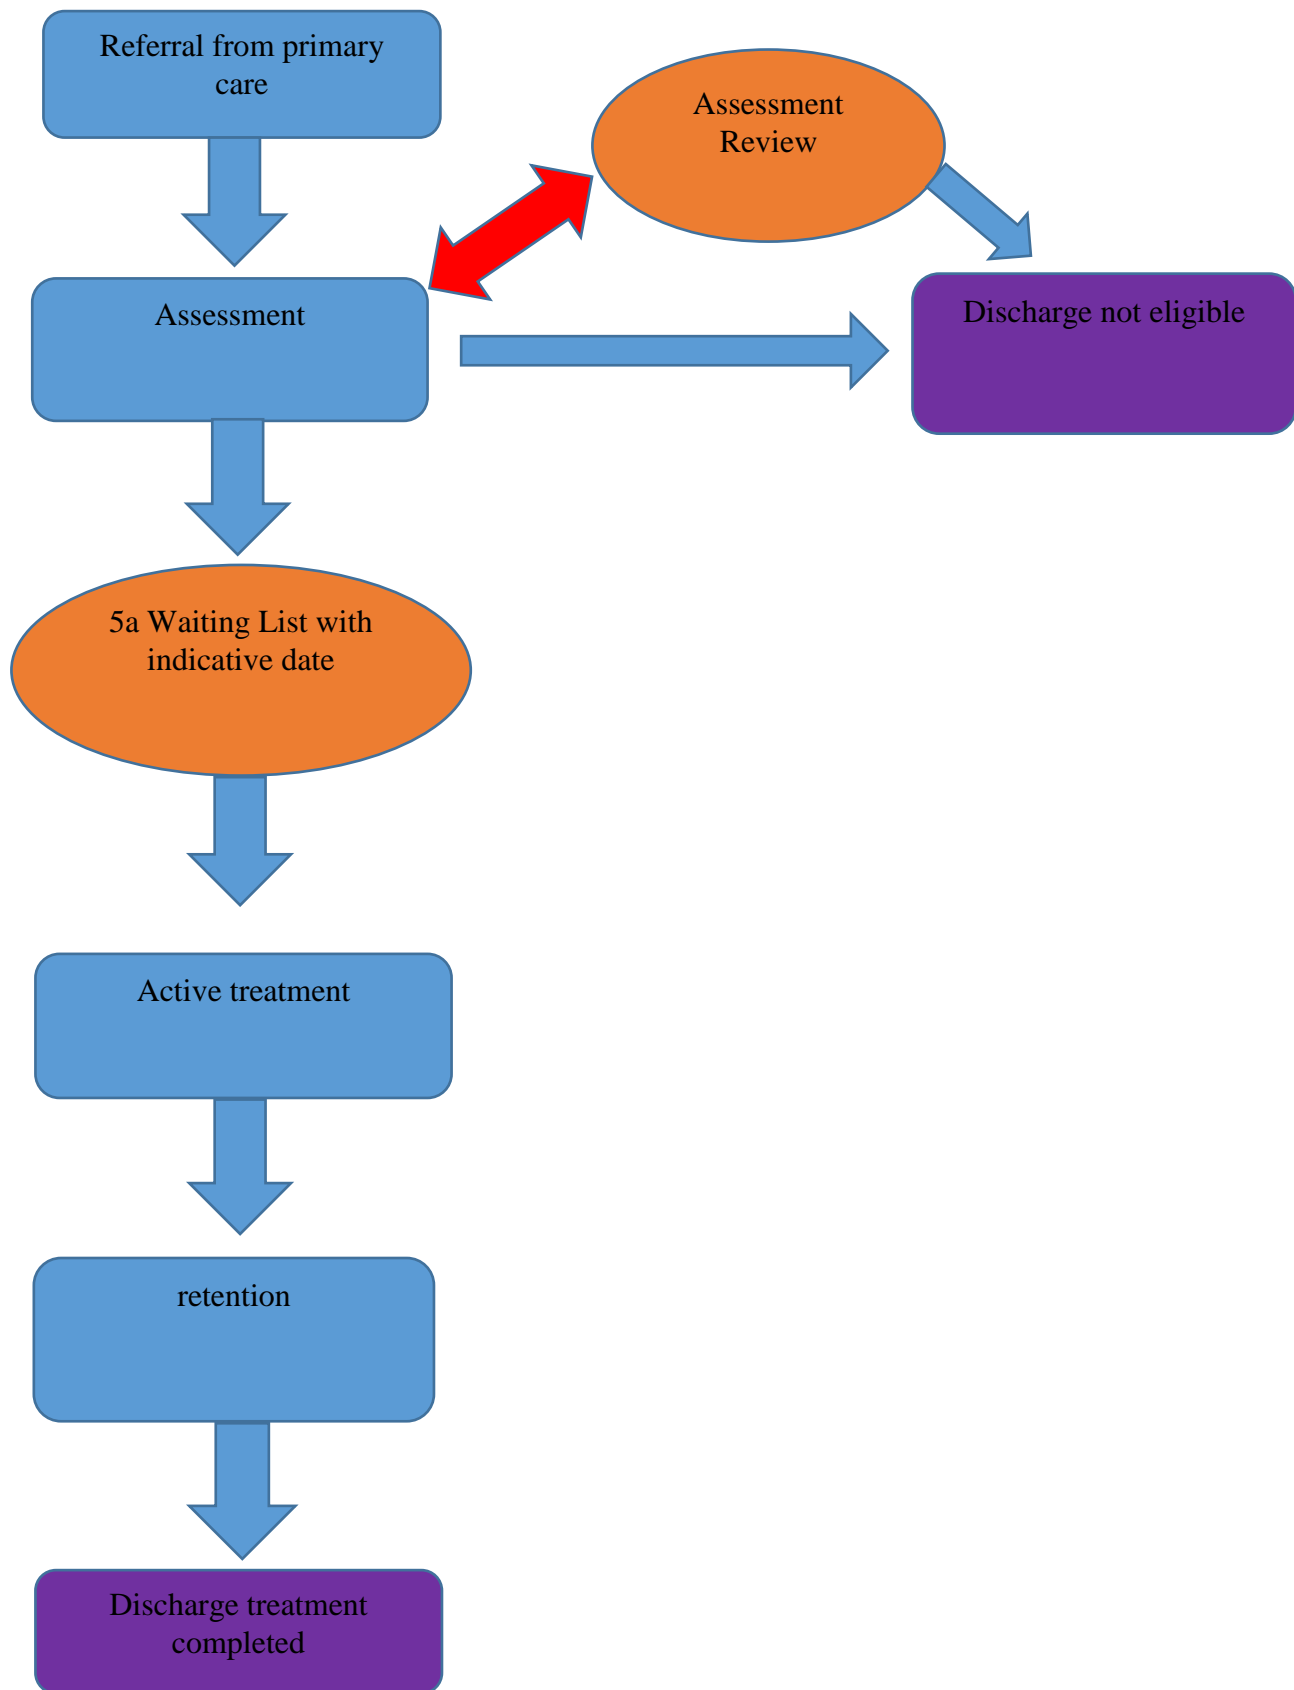 Referral from primary
care
Assessment
Review
Assessment
Discharge not eligible
5a Waiting List with
indicative date
Active treatment
retention
Discharge treatment
completed